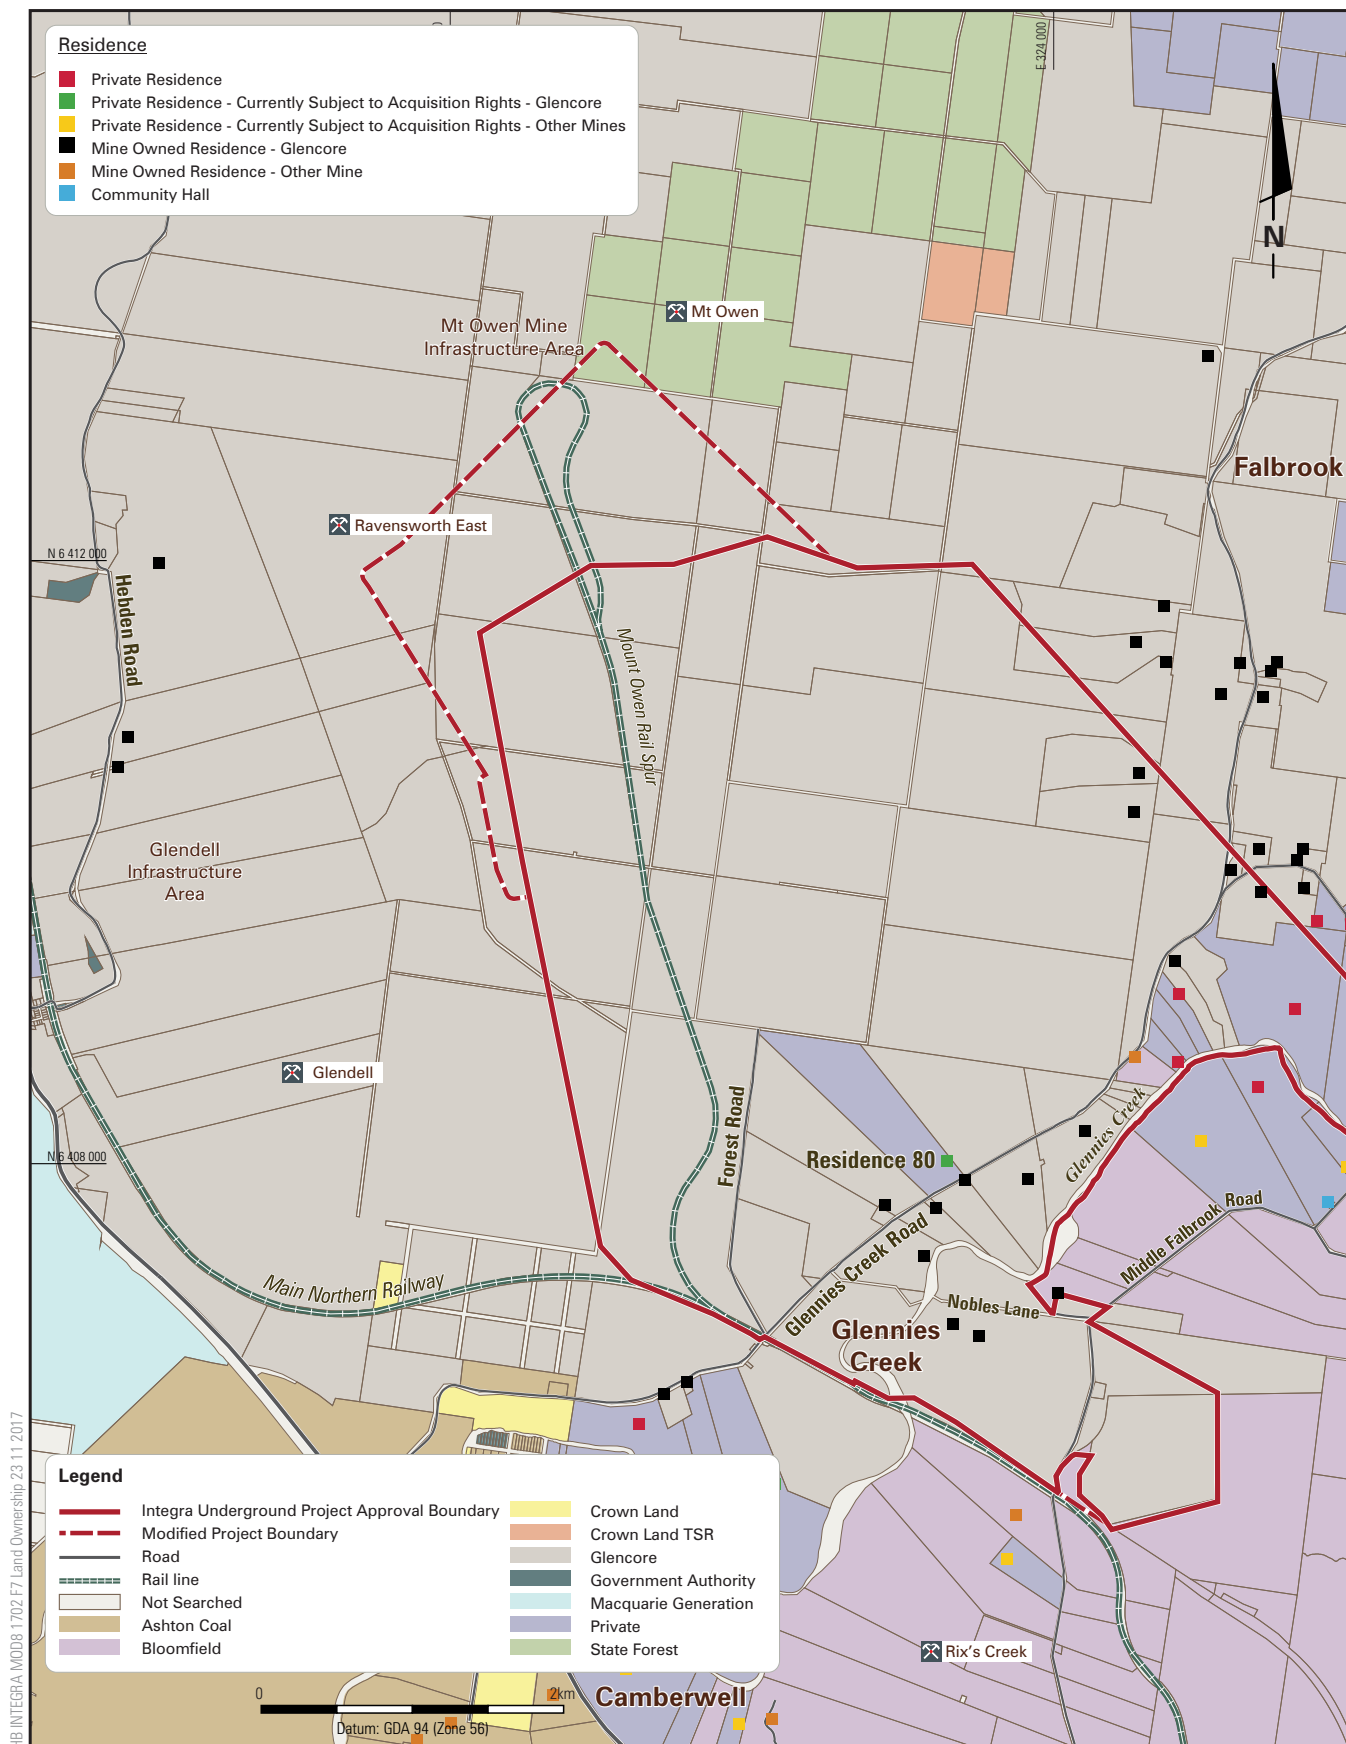 Residence
Private Residence
Private Residence - Currently Subject to Acquisition Rights - Glencore
Private Residence - Currently Subject to Acquisition Rights - Other Mines
Mine Owned Residence - Glencore
Mine Owned Residence - Other Mine
Community Hall
E 324 000
N
Mt Owen
Mt Owen Mine
Infrastructure Area
Falbrook
Ravensworth East
N 6 412 000
Hebden Road
Mount Owen Rail Spur
Glendell
Infrastructure
Area
Glendell
Forest Road
Glennies Creek
N 6 408 000
Residence 80
Middle Falbrook Road
Glennies Creek Road
Main Northern Railway
Nobles Lane
Glennies
Creek
Legend
Integra Underground Project Approval Boundary
Modified Project Boundary
Road
Rail line
Not Searched
Ashton Coal
Bloomfield
Crown Land
Crown Land TSR
Glencore
Government Authority
Macquarie Generation
Private
State Forest
Rix's Creek
Camberwell
0 2km
Datum: GDA 94 (Zone 56)
HB INTEGRA MOD8 1702 F7 Land Ownership 23 11 2017